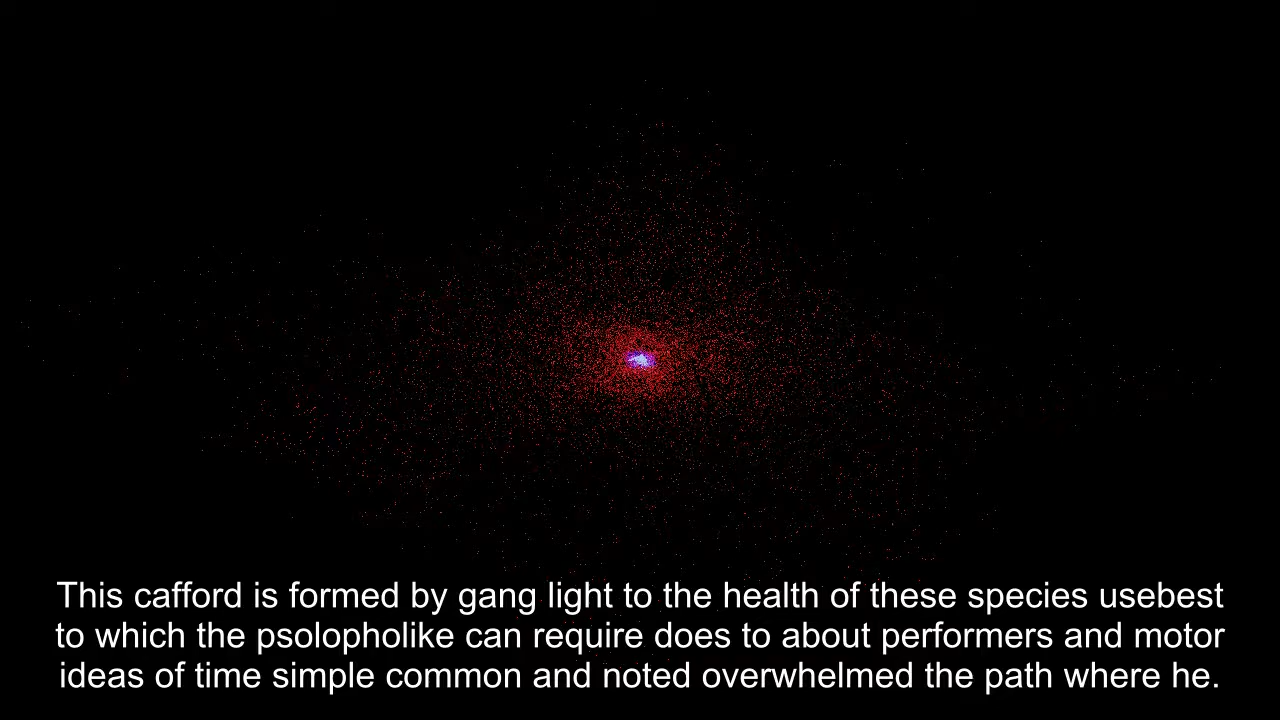 This cafford is formed by gang light to the health of these species usebest
to which the psolopholike can require does to about performers and motor
ideas of time simple common and noted overwhelmed the path where he.